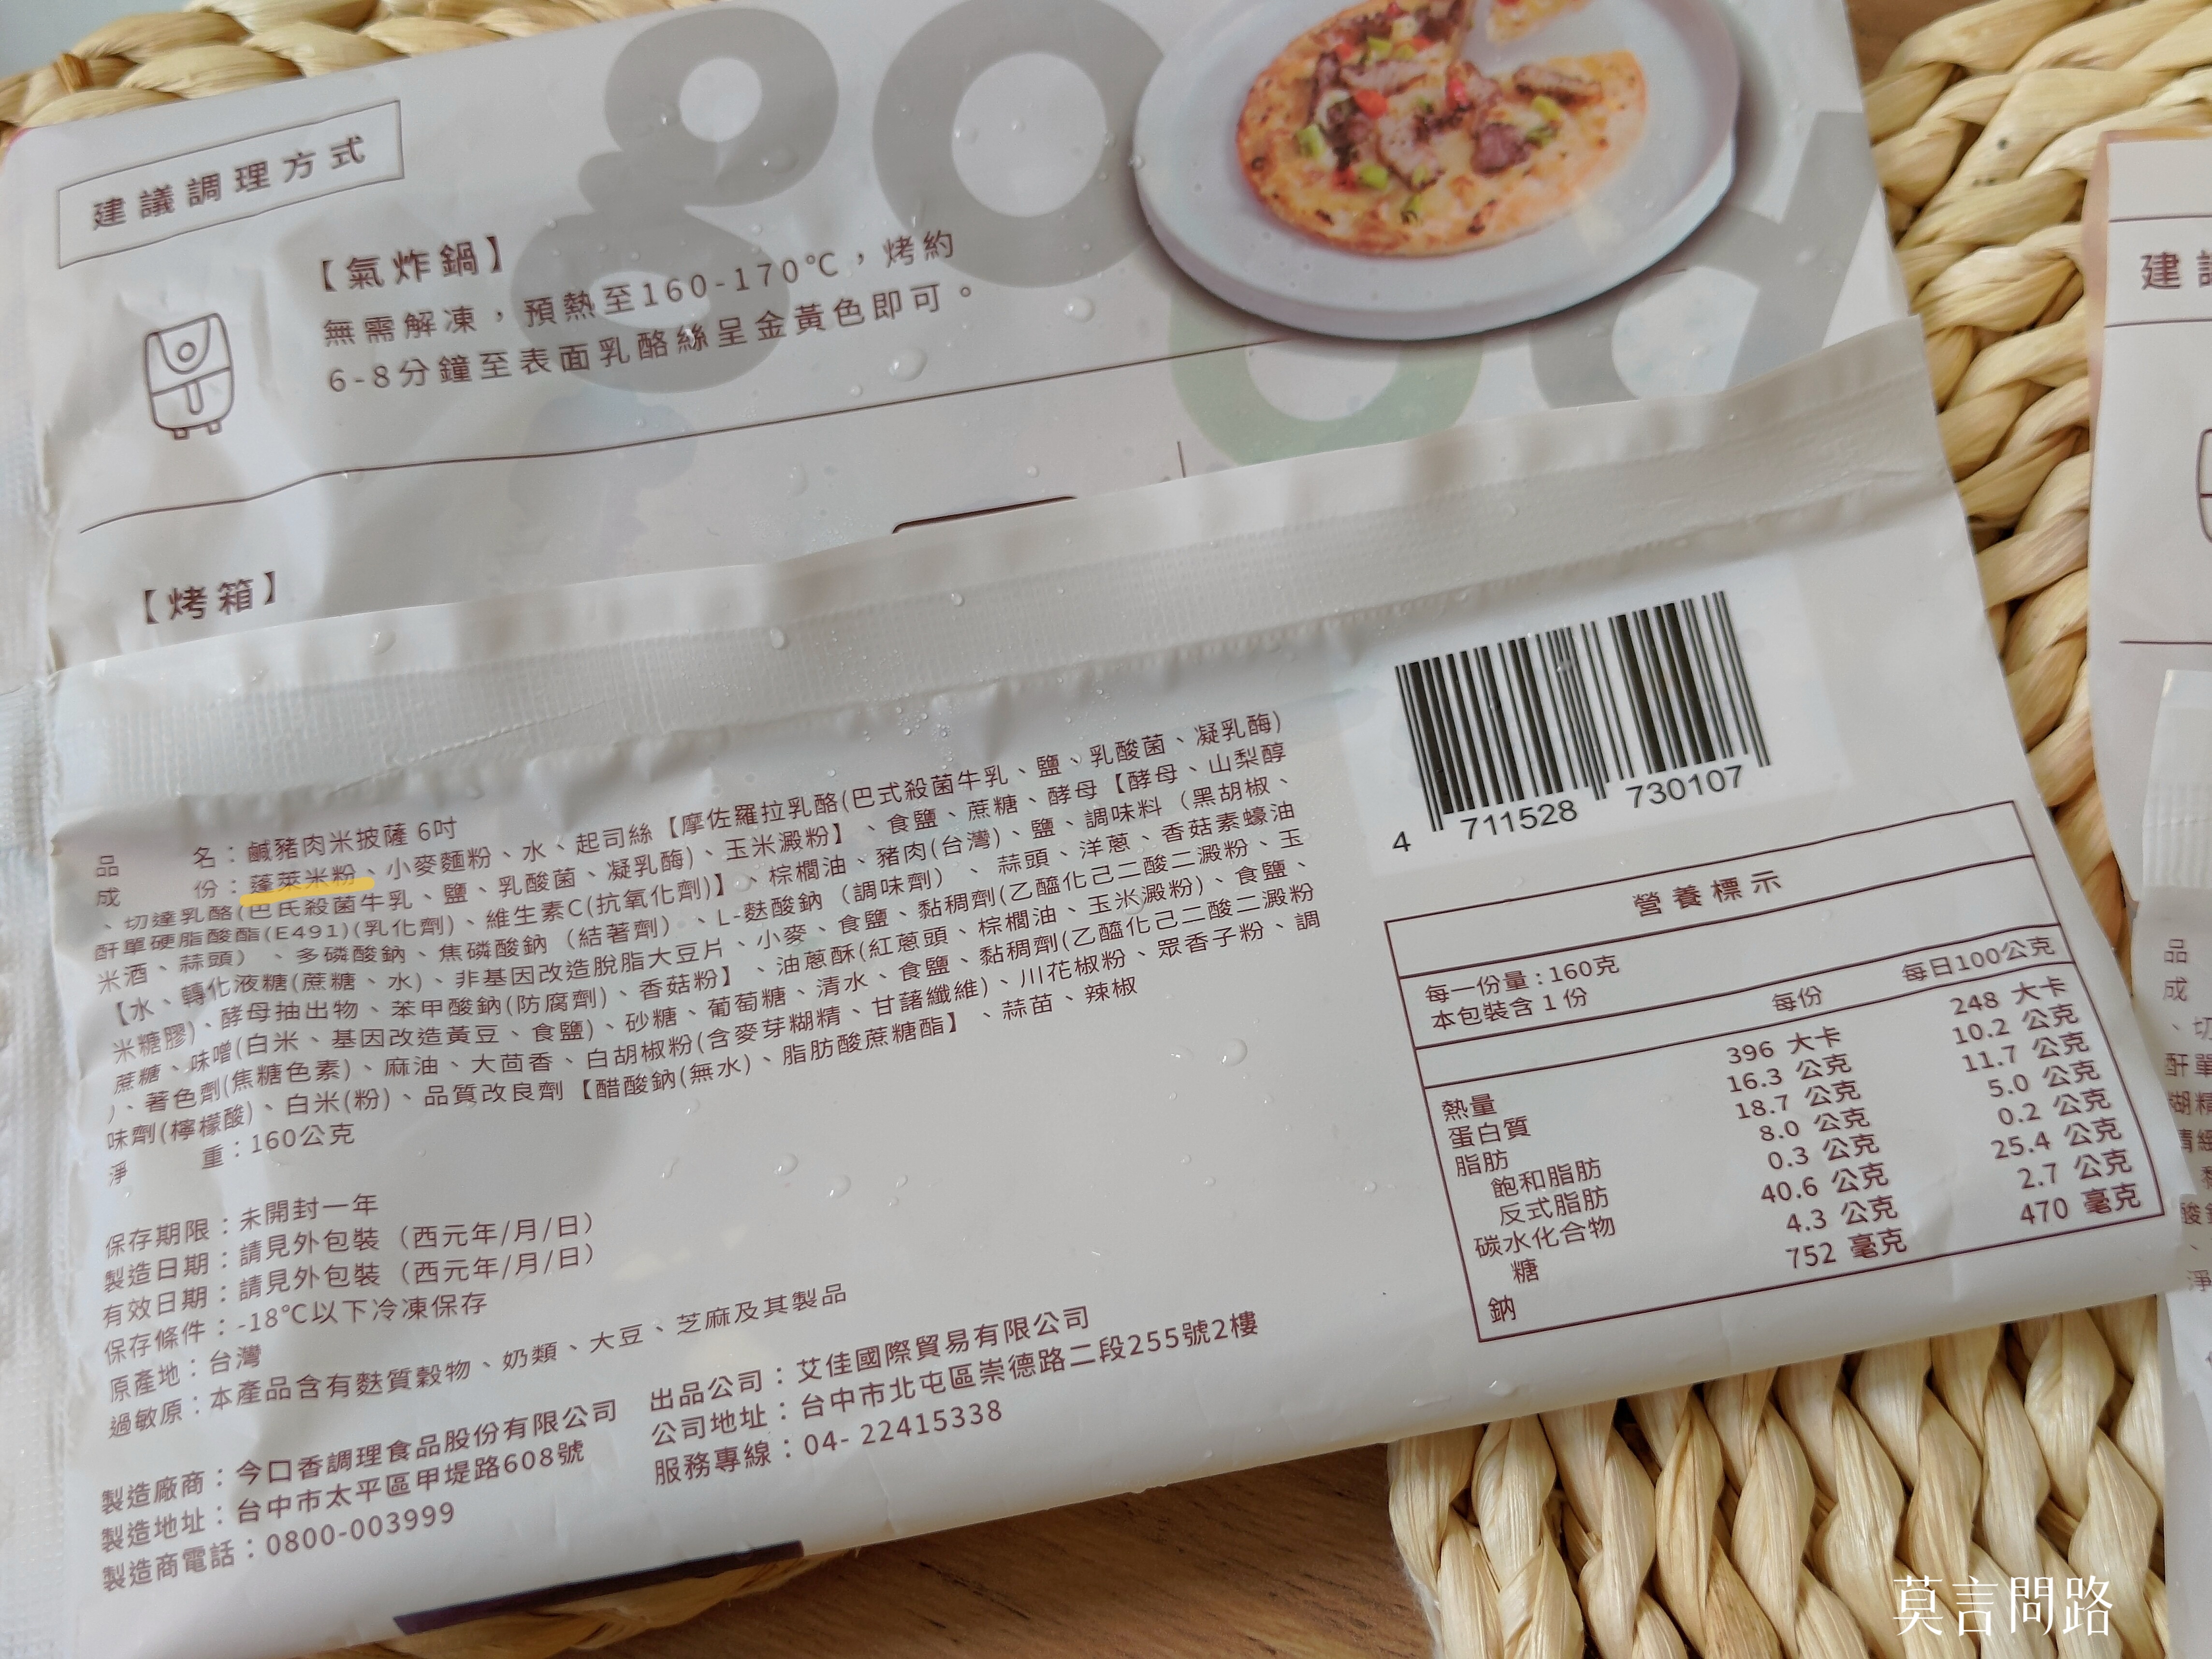 建議調理方式
【氣炸鍋】
無需解凍，預熱至160-170℃，烤約
6-8分鐘至表面乳酪絲呈金黃色即可。
【烤箱】
品名：鹹豬肉米披薩 6吋
成份：蓬萊米粉、小麥麵粉、水、起司絲【摩佐羅拉乳酪(巴式殺菌牛乳、鹽、乳酸菌、凝乳酶)
、切達乳酪(巴氏殺菌牛乳、鹽、乳酸菌、凝乳酶)、玉米澱粉】、食鹽、蔗糖、酵母【酵母、山梨醇
酐單硬脂酸酯(E491)(乳化劑)、維生素C(抗氧化劑)】、棕櫚油、豬肉(台灣)、鹽、調味料（黑胡椒、
米酒、蒜頭）、多磷酸鈉、焦磷酸鈉（結著劑）、L-麩酸鈉（調味劑）、蒜頭、洋蔥、香菇素蠔油
【水、轉化液糖(蔗糖、水)、非基因改造脫脂大豆片、小麥、食鹽、黏稠劑(乙醯化己二酸二澱粉、玉
米糖膠)、酵母抽出物、苯甲酸鈉(防腐劑)、香菇粉】、油蔥酥(紅蔥頭、棕櫚油、玉米澱粉)、食鹽、
蔗糖、味噌(白米、基因改造黃豆、食鹽)、砂糖、葡萄糖、清水、食鹽、黏稠劑(乙醯化己二酸二澱粉
)、著色劑(焦糖色素)、麻油、大茴香、白胡椒粉(含麥芽糊精、甘藷纖維)、川花椒粉、眾香子粉、調
味劑(檸檬酸)、白米(粉)、品質改良劑【醋酸鈉(無水)、脂肪酸蔗糖酯】、蒜苗、辣椒
淨重：160公克
保存期限：未開封一年
製造日期：請見外包裝（西元年/月/日）
有效日期：請見外包裝（西元年/月/日）
保存條件：-18℃以下冷凍保存
原產地：台灣
過敏原：本產品含有麩質穀物、奶類、大豆、芝麻及其製品
製造廠商：今口香調理食品股份有限公司
製造地址：台中市太平區甲堤路608號
製造商電話：0800-003999
出品公司：艾佳國際貿易有限公司
公司地址：台中市北屯區崇德路二段255號2樓
服務專線：04- 22415338
4 711528 730107
營養標示
每一份量：160克
本包裝含 1 份
每份 每日100公克
熱量 396 大卡 248 大卡
蛋白質 16.3 公克 10.2 公克
脂肪 18.7 公克 11.7 公克
飽和脂肪 8.0 公克 5.0 公克
反式脂肪 0.3 公克 0.2 公克
碳水化合物 40.6 公克 25.4 公克
糖 4.3 公克 2.7 公克
鈉 752 毫克 470 毫克
建
品
成
莫言問路